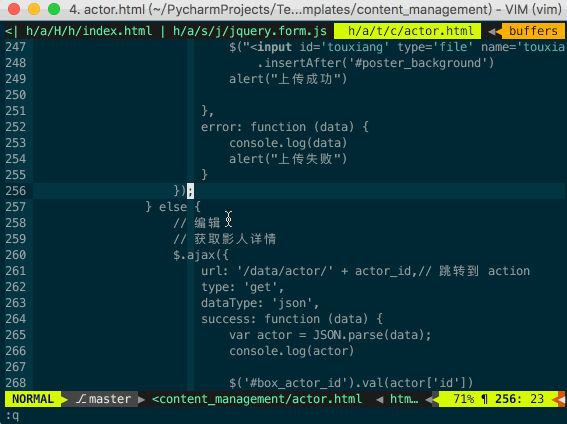 4. actor.html (~/PycharmProjects/Te...mplates/content_management) - VIM (vim)
<| h/a/H/h/index.html | h/a/s/j/jquery.form.js h/a/t/c/actor.html buffers
247 $("<input id='touxiang' type='file' name='touxia
248 .insertAfter('#poster_background')
249 alert("上传成功")
250
251 },
252 error: function (data) {
253 console.log(data)
254 alert("上传失败")
255 }
256 });
257 } else {
258 // 编辑
259 // 获取影人详情
260 $.ajax({
261 url: '/data/actor/' + actor_id,// 跳转到 action
262 type: 'get',
263 dataType: 'json',
264 success: function (data) {
265 var actor = JSON.parse(data);
266 console.log(actor)
267
268 $('#box_actor_id').val(actor['id'])
NORMAL master <content_management/actor.html htm… 71% ¶ 256: 23
:q